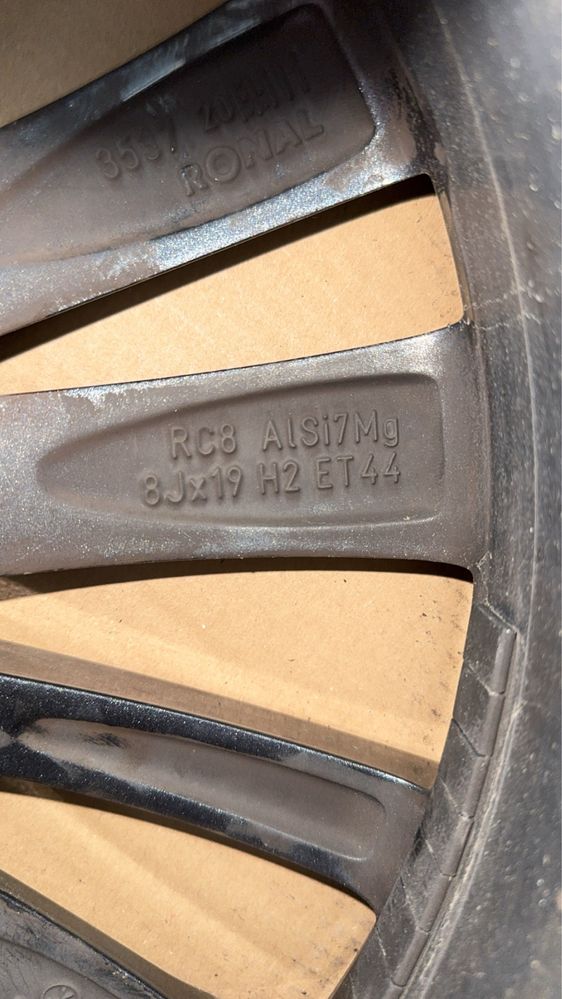 RONAL
RC8 AlSi7Mg
8Jx19 H2 ET44